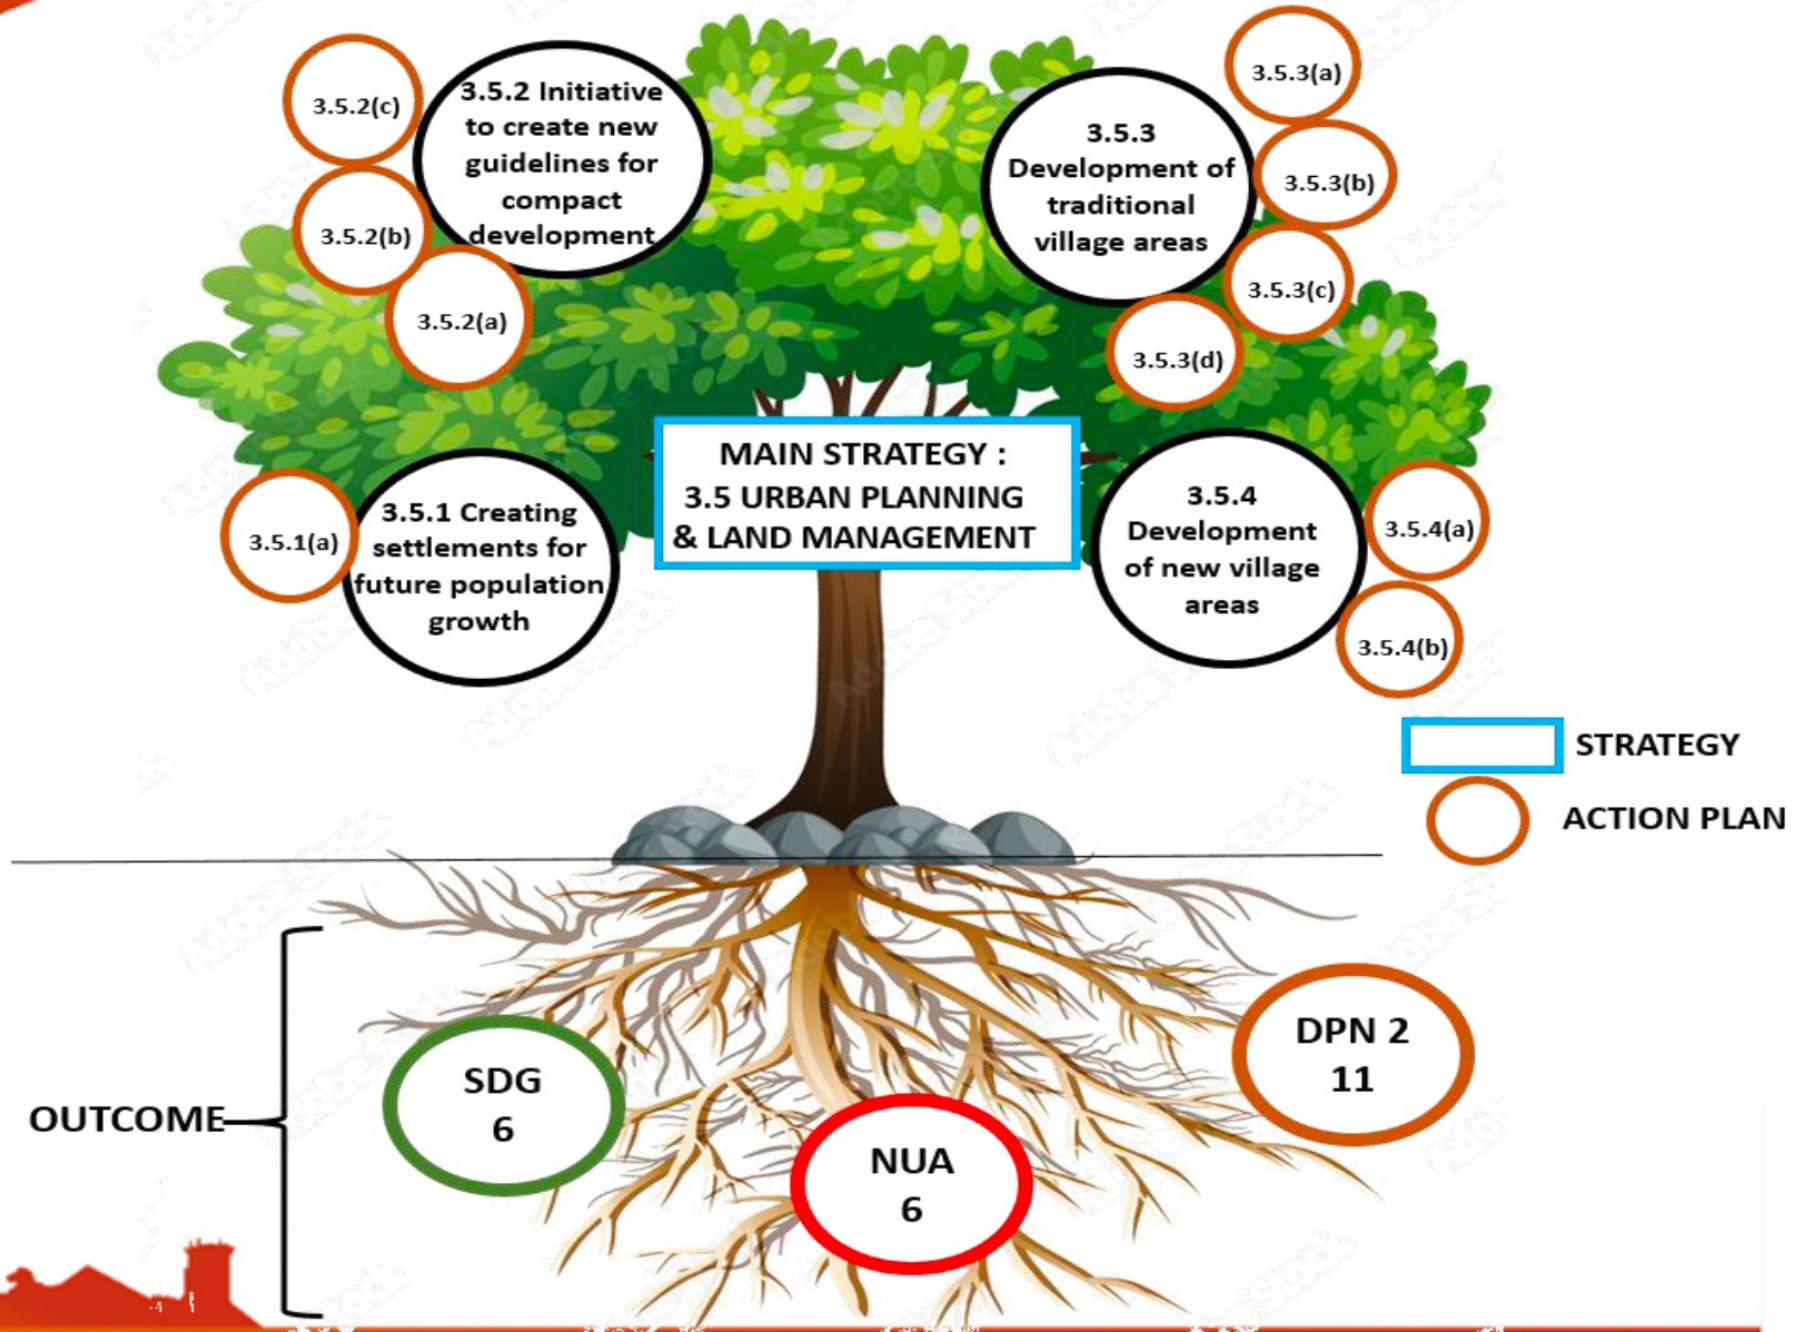 3.5.2(c)
3.5.2 Initiative
to create new
guidelines for
compact
development
3.5.2(b)
3.5.2(a)
3.5.3
Development of
traditional
village areas
3.5.3(a)
3.5.3(b)
3.5.3(c)
3.5.3(d)
MAIN STRATEGY :
3.5 URBAN PLANNING
& LAND MANAGEMENT
3.5.1(a)
3.5.1 Creating
settlements for
future population
growth
3.5.4
Development
of new village
areas
3.5.4(a)
3.5.4(b)
STRATEGY
ACTION PLAN
OUTCOME
SDG
6
NUA
6
DPN 2
11
Adobe Stock